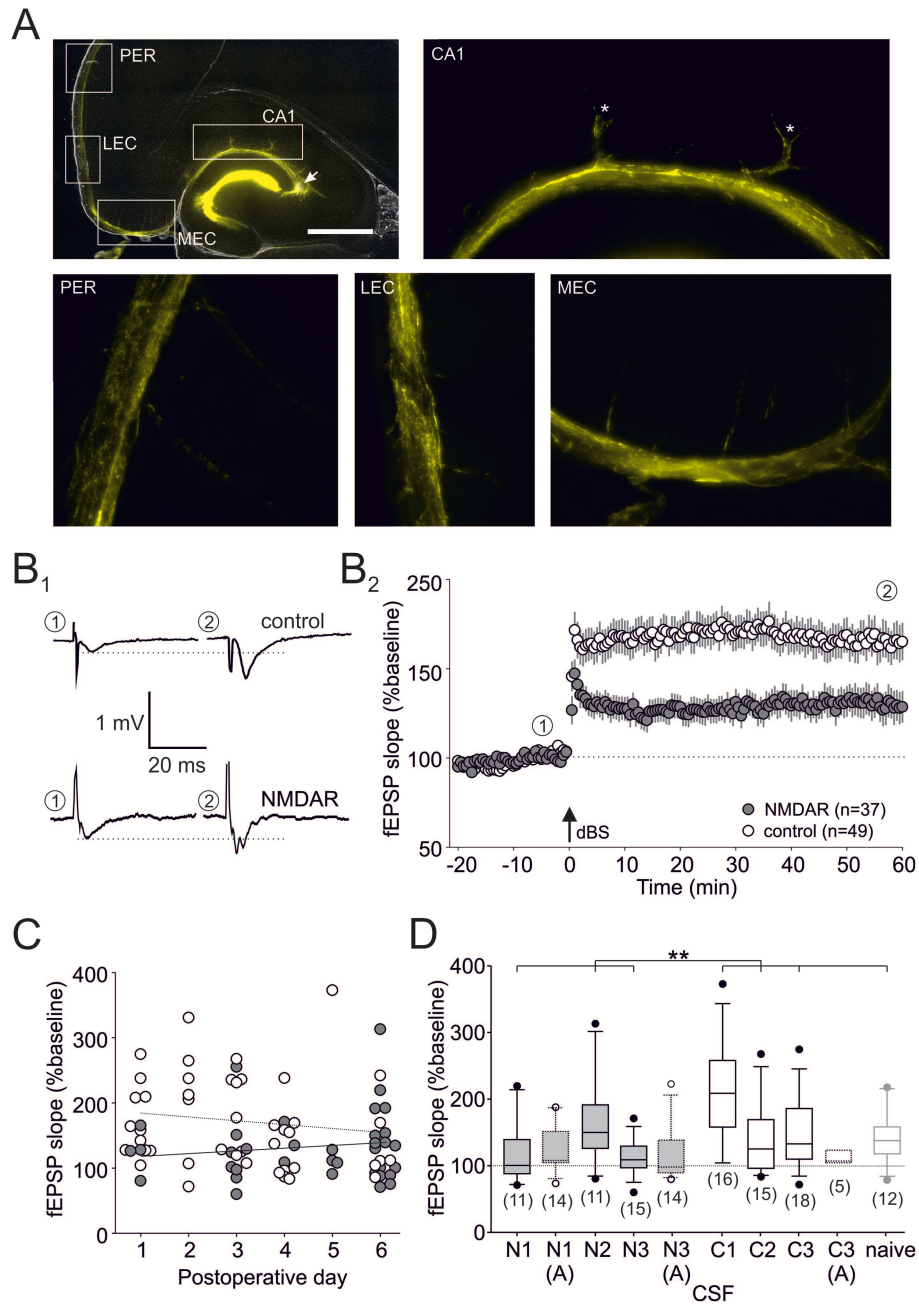 A
PER
CA1
LEC
MEC
CA1
*
*
PER
LEC
MEC
B1
1
2
control
1 mV
20 ms
1
2
NMDAR
B2
fEPSP slope (%baseline)
250
150
100
50
1
2
dBS
NMDAR (n=37)
control (n=49)
-20 -10 0 10 20 30 40 50 60
Time (min)
C
fEPSP slope (%baseline)
400
300
200
100
0
1 2 3 4 5 6
Postoperative day
D
fEPSP slope (%baseline)
400
300
200
100
0
**
(11) (14) (11) (15) (14) (16) (15) (18) (5) (12)
N1 N1 N2 N3 N3 C1 C2 C3 C3 naive
(A) (A) (A)
CSF